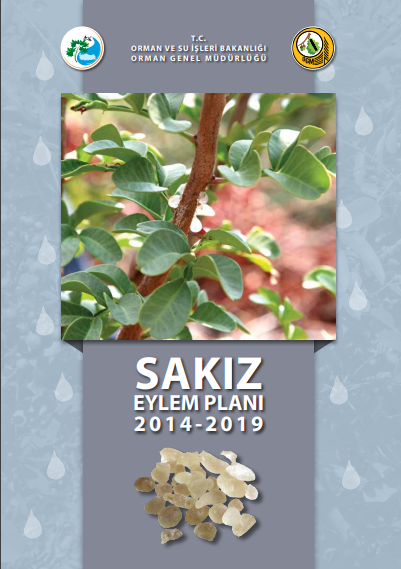 T.C.
ORMAN VE SU İŞLERİ BAKANLIĞI
ORMAN GENEL MÜDÜRLÜĞÜ
SAKIZ
EYLEM PLANI
2014-2019